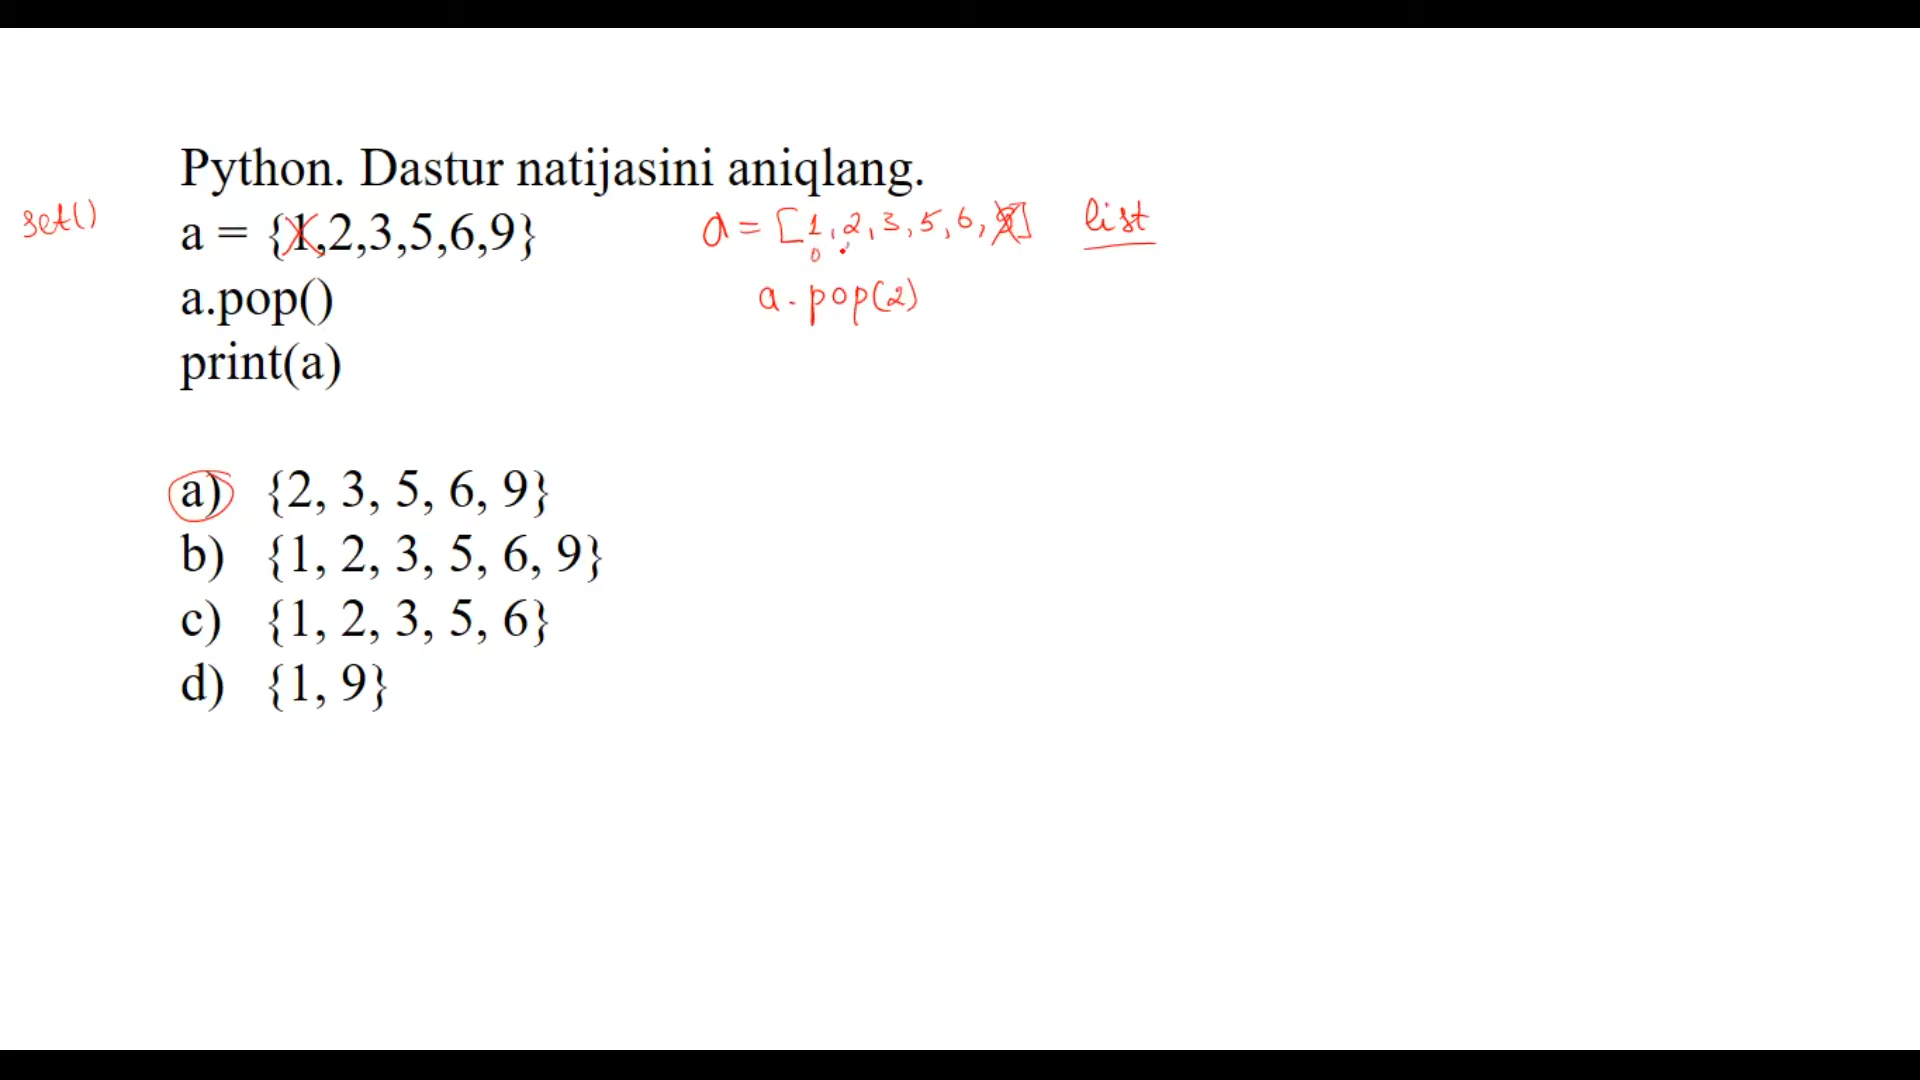 Python. Dastur natijasini aniqlang.
set()
a = {1,2,3,5,6,9}
a = [1,2,3,5,6,9] list
0
a.pop()
a.pop(2)
print(a)
a) {2, 3, 5, 6, 9}
b) {1, 2, 3, 5, 6, 9}
c) {1, 2, 3, 5, 6}
d) {1, 9}